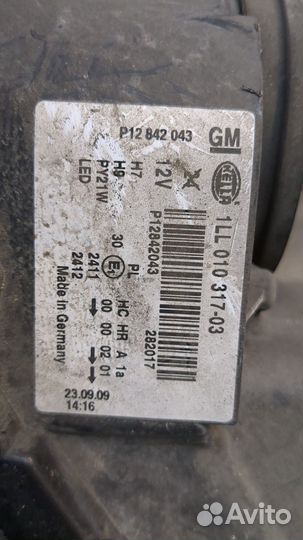 P12 842 043 GM
HELLA
1LL 010 317-03
12V
P12842043
282017
H7
H9
PY21W
LED
30
PL
E1
HC HR A 1a
2411 → 00 00 02 01
2412 →
Made in Germany
23.09.09
14:16
Avito